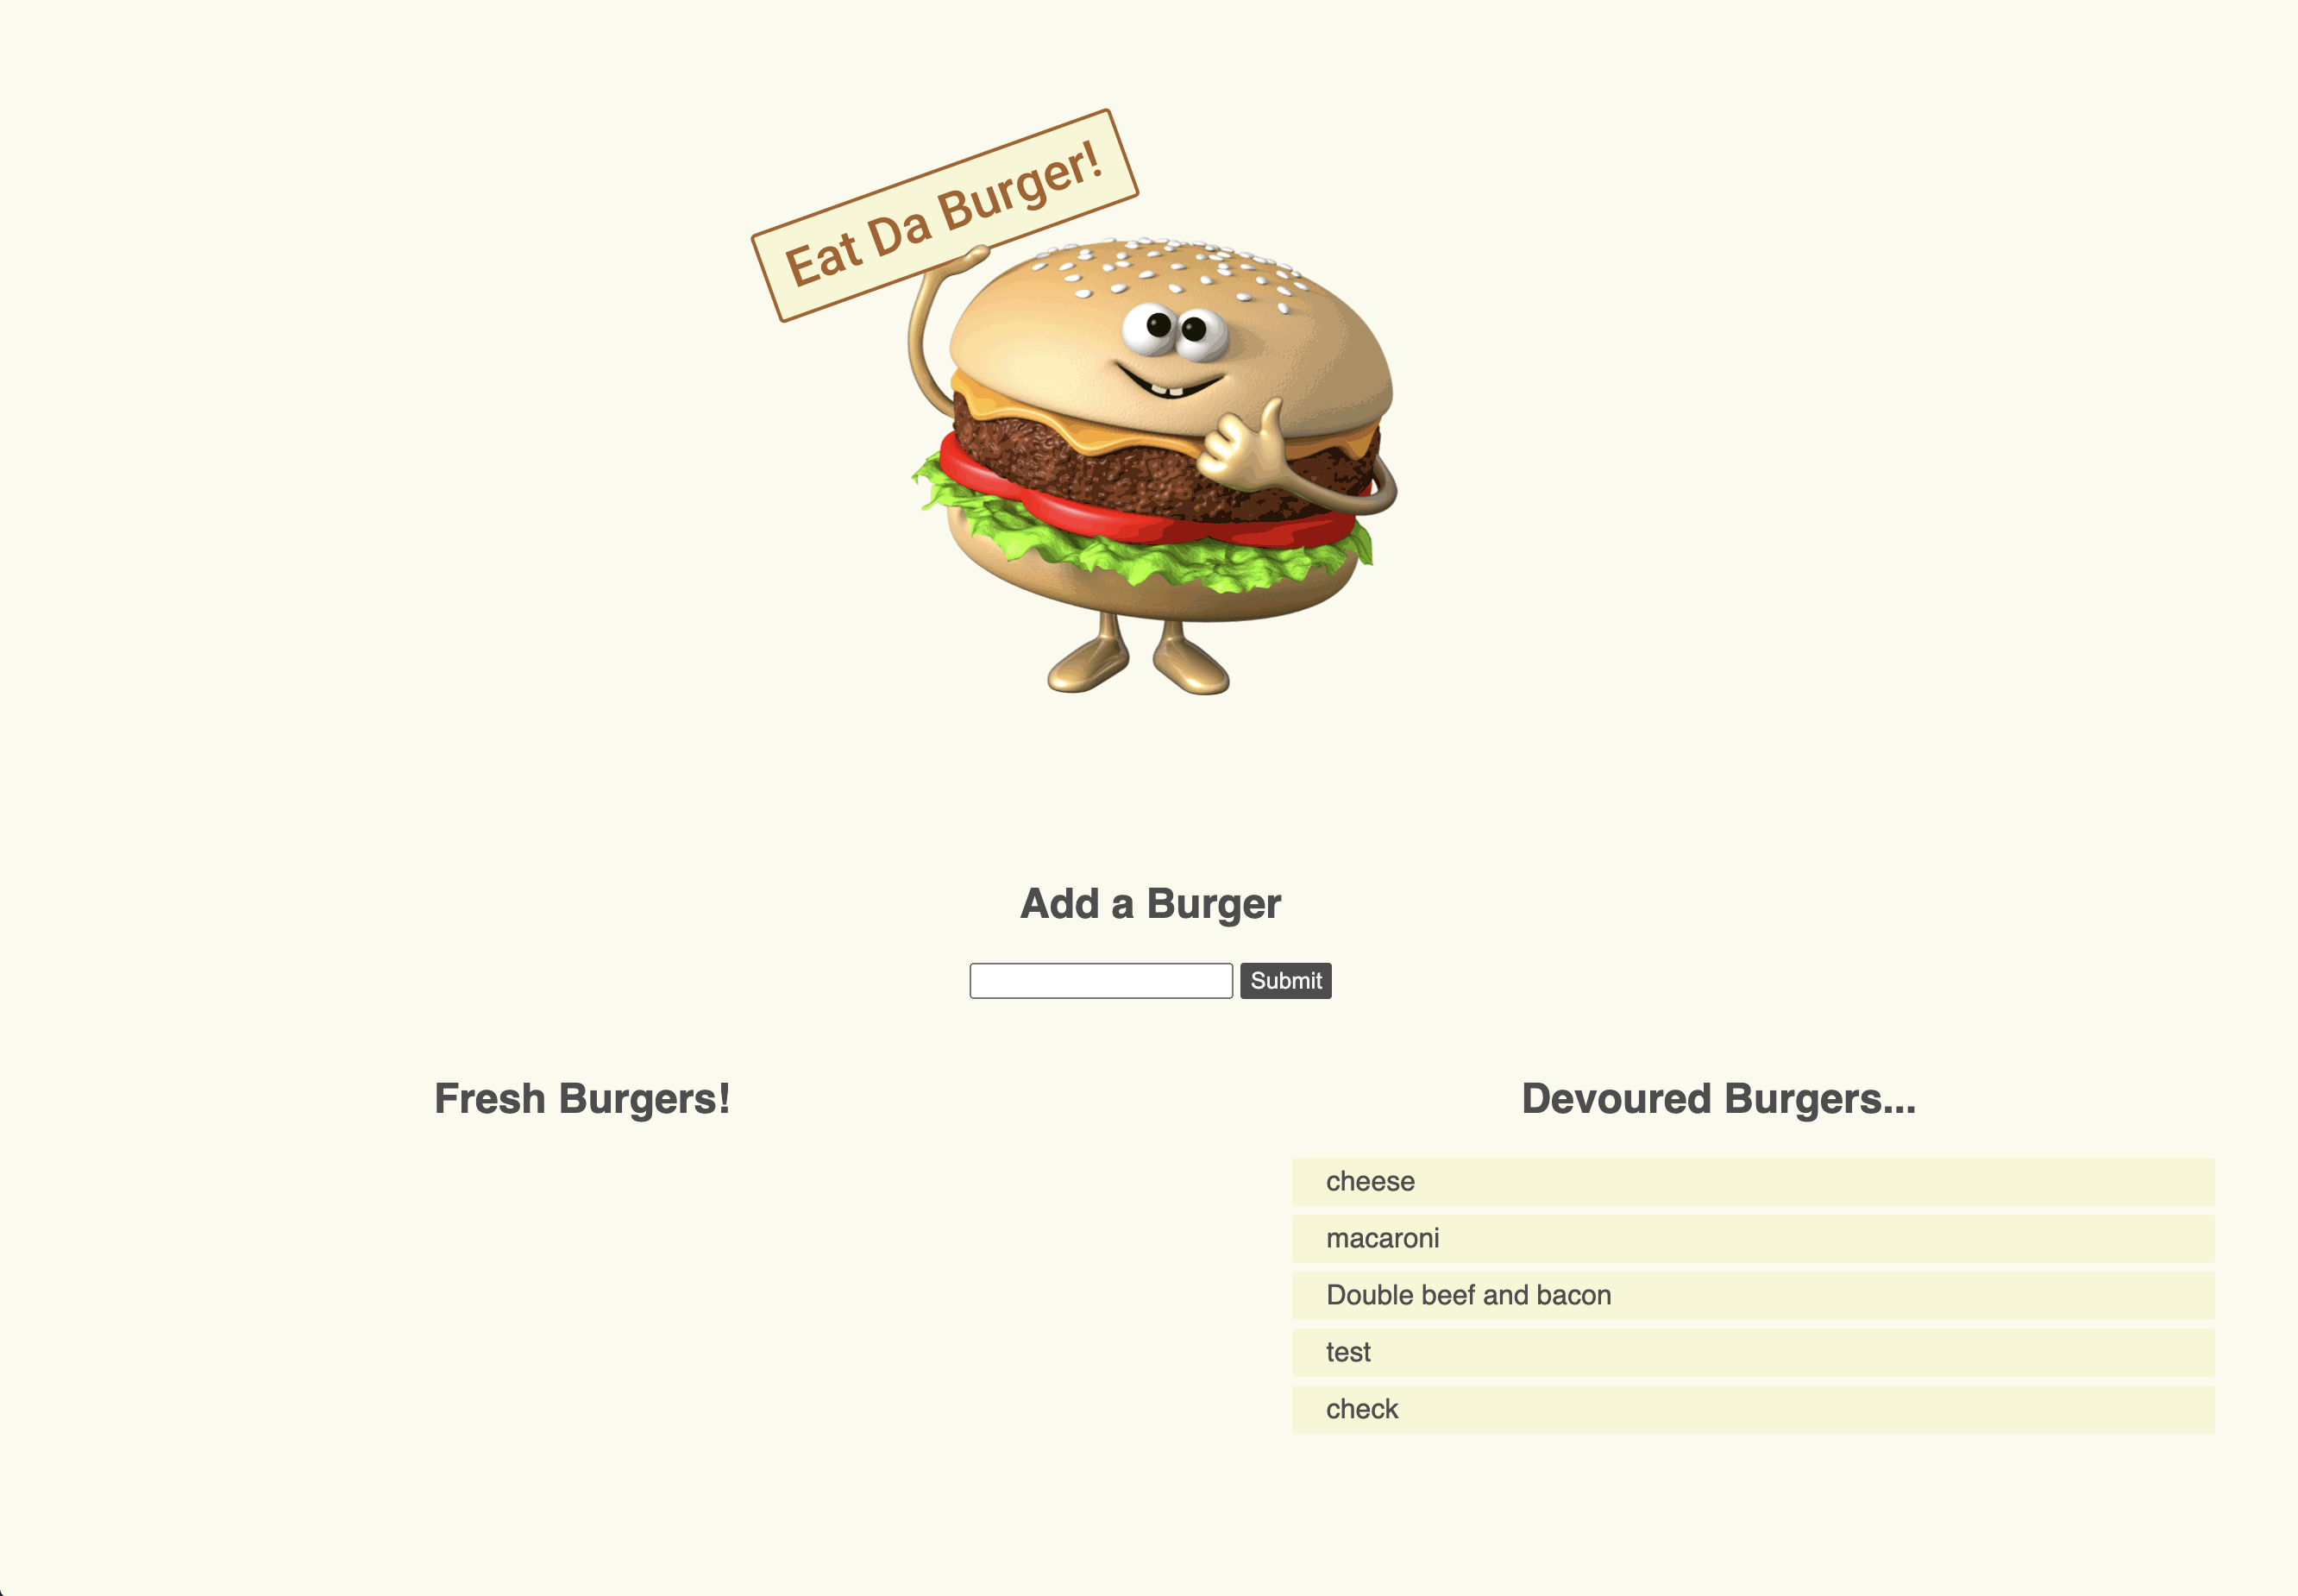 Eat Da Burger!
Add a Burger
Submit
Fresh Burgers!
Devoured Burgers...
cheese
macaroni
Double beef and bacon
test
check